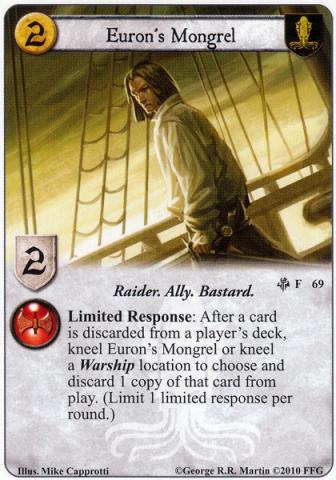 2 Euron's Mongrel
2
Raider. Ally. Bastard.
F 69
Limited Response: After a card
is discarded from a player's deck,
kneel Euron's Mongrel or kneel
a Warship location to choose and
discard 1 copy of that card from
play. (Limit 1 limited response per
round.)
Illus. Mike Capprotti
©George R.R. Martin ©2010 FFG